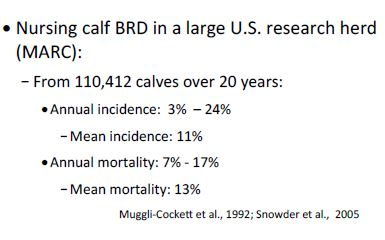 • Nursing calf BRD in a large U.S. research herd
(MARC):
– From 110,412 calves over 20 years:
• Annual incidence: 3% – 24%
– Mean incidence: 11%
• Annual mortality: 7% - 17%
– Mean mortality: 13%
Muggli-Cockett et al., 1992; Snowder et al., 2005